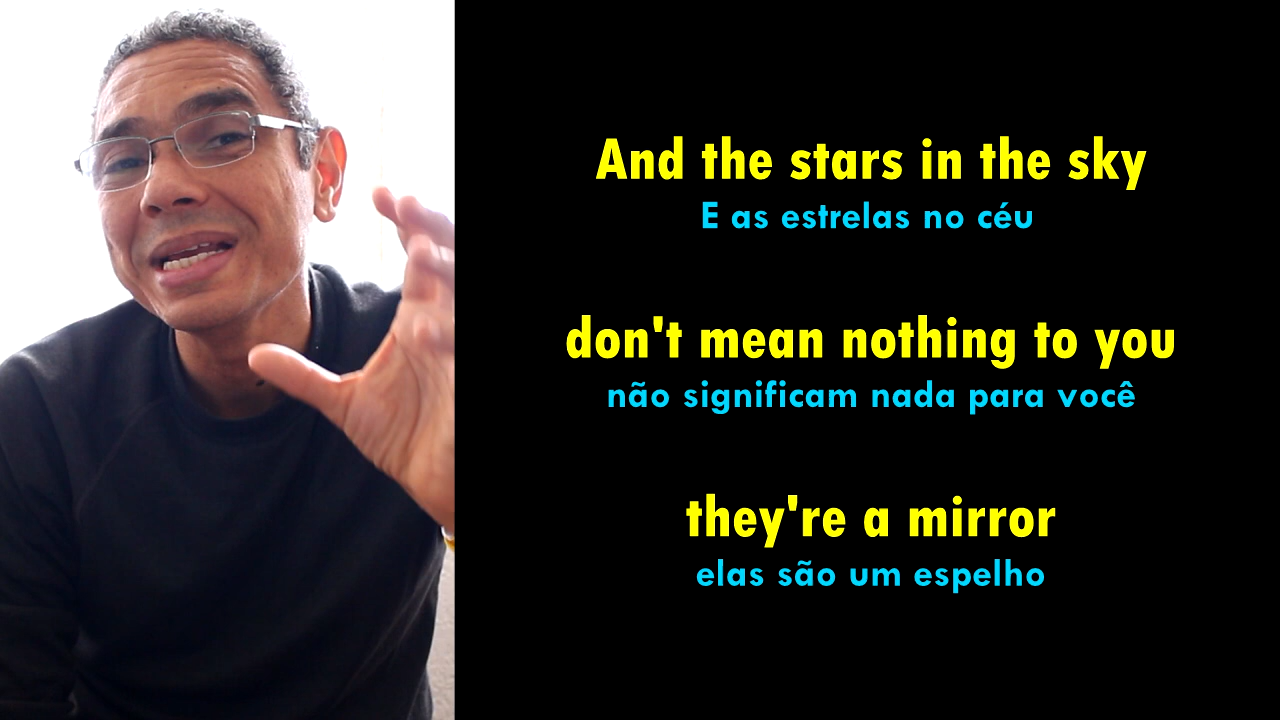 And the stars in the sky
E as estrelas no céu
don't mean nothing to you
não significam nada para você
they're a mirror
elas são um espelho